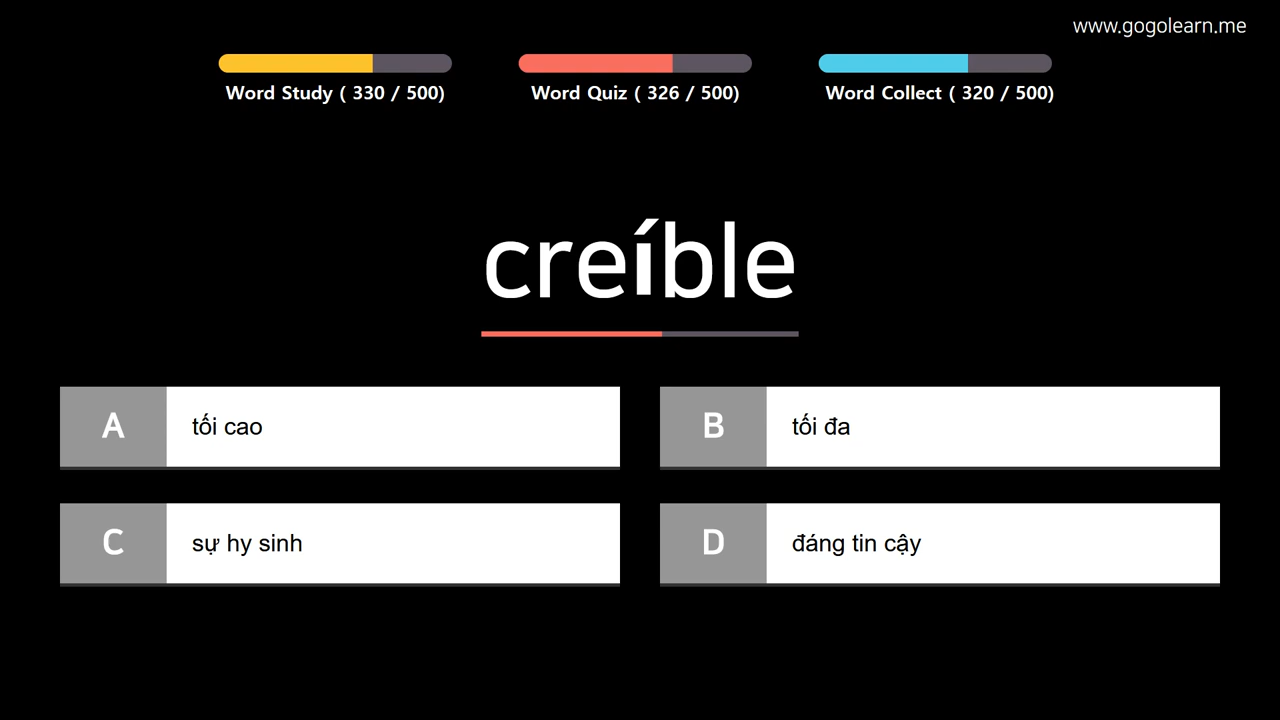 www.gogolearn.me
Word Study ( 330 / 500)
Word Quiz ( 326 / 500)
Word Collect ( 320 / 500)
creíble
A
tối cao
B
tối đa
C
sự hy sinh
D
đáng tin cậy